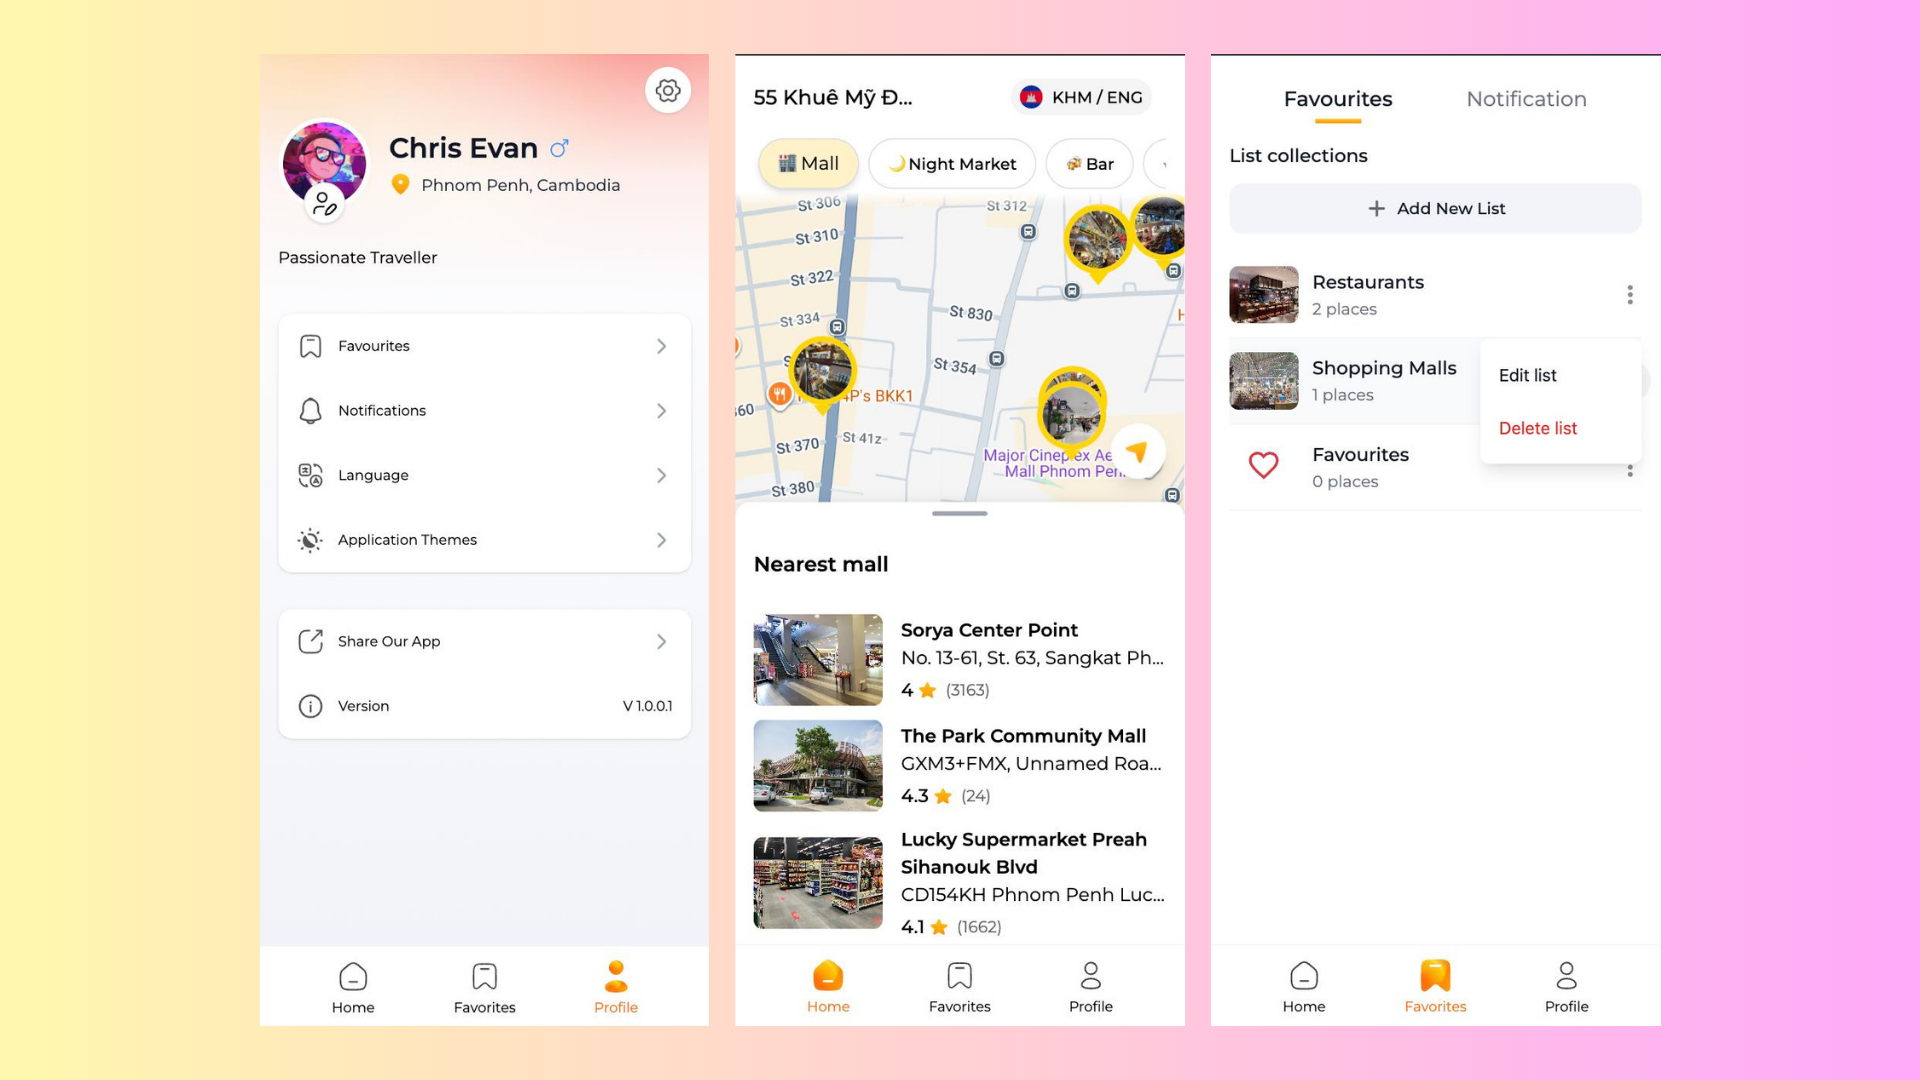 Chris Evan
Phnom Penh, Cambodia
Passionate Traveller
Favourites
Notifications
Language
Application Themes
Share Our App
Version
V 1.0.0.1
Home
Favorites
Profile
55 Khuê Mỹ Đ...
KHM / ENG
Mall
Night Market
Bar
St 306
St 312
St 310
St 322
St 830
St 334
St 354
4P's BKK1
60
St 41z
St 370
Major Cineplex Ae
Mall Phnom Pen
St 380
Nearest mall
Sorya Center Point
No. 13-61, St. 63, Sangkat Ph...
4 (3163)
The Park Community Mall
GXM3+FMX, Unnamed Roa...
4.3 (24)
Lucky Supermarket Preah
Sihanouk Blvd
CD154KH Phnom Penh Luc...
4.1 (1662)
Home
Favorites
Profile
Favourites
Notification
List collections
+ Add New List
Restaurants
2 places
Shopping Malls
1 places
Edit list
Delete list
Favourites
0 places
Home
Favorites
Profile